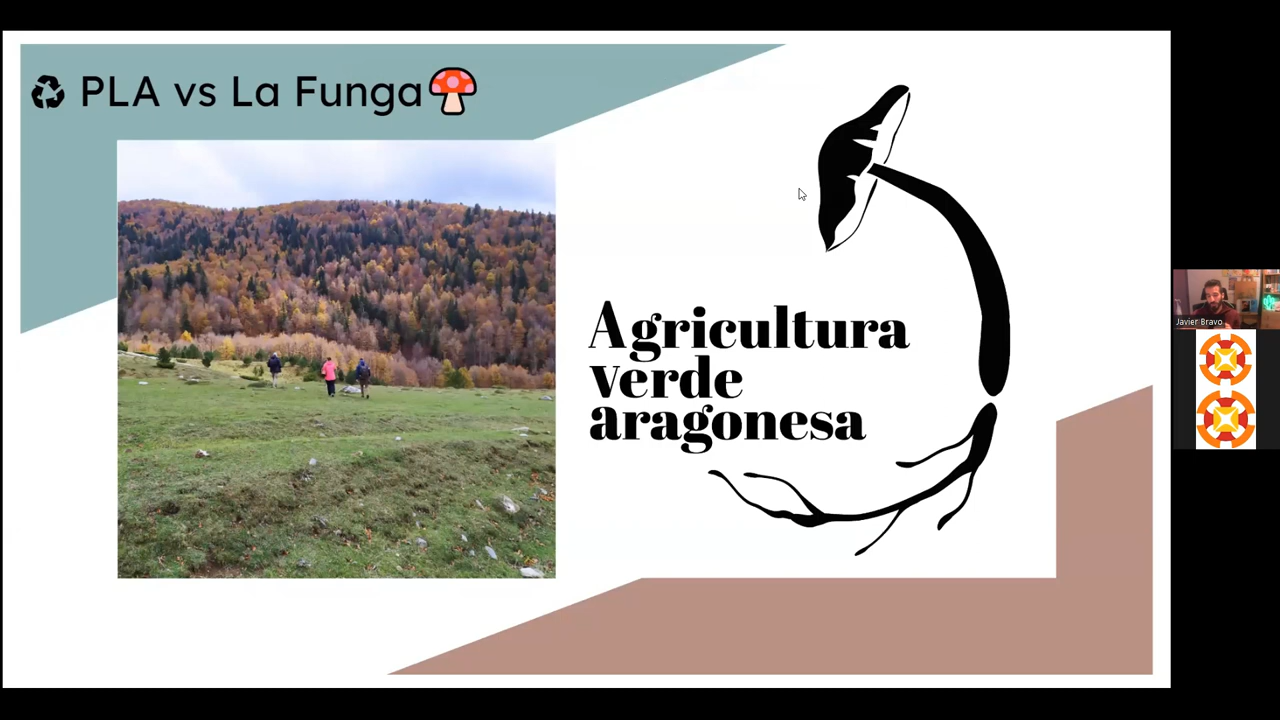 ♻ PLA vs La Funga🍄
Agricultura
verde
aragonesa
Javier Bravo